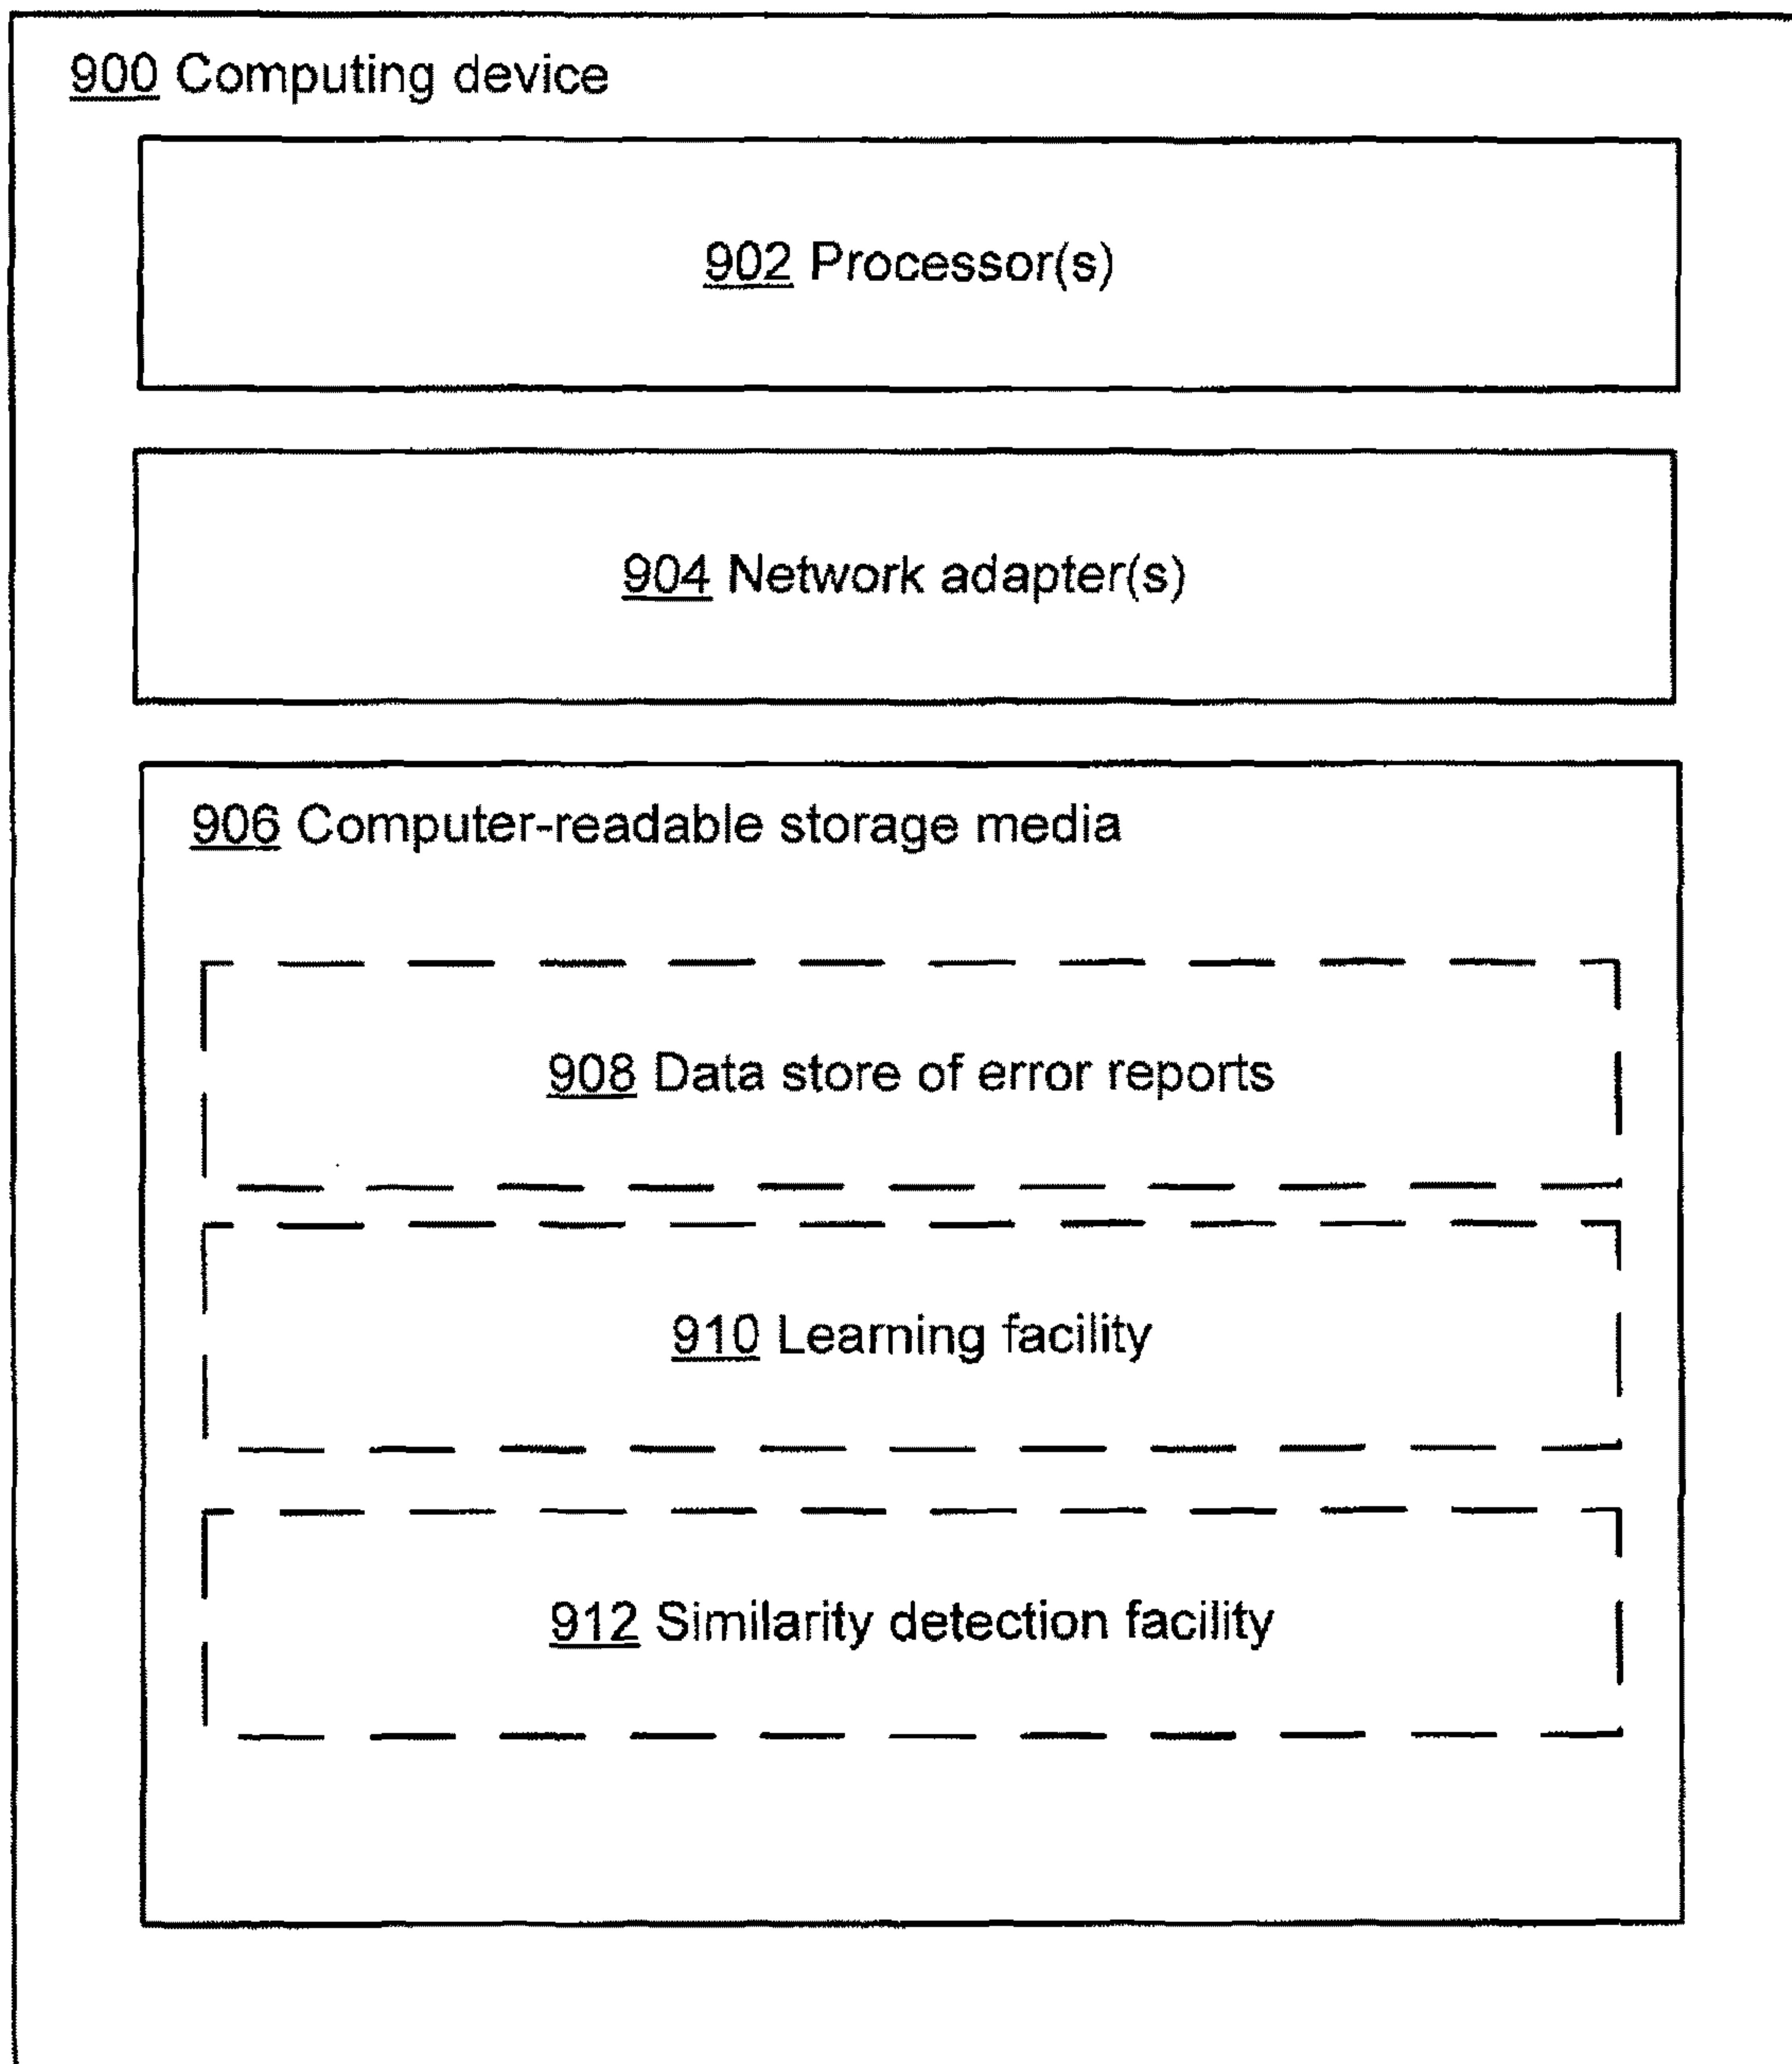 900 Computing device
902 Processor(s)
904 Network adapter(s)
906 Computer-readable storage media
908 Data store of error reports
910 Learning facility
912 Similarity detection facility